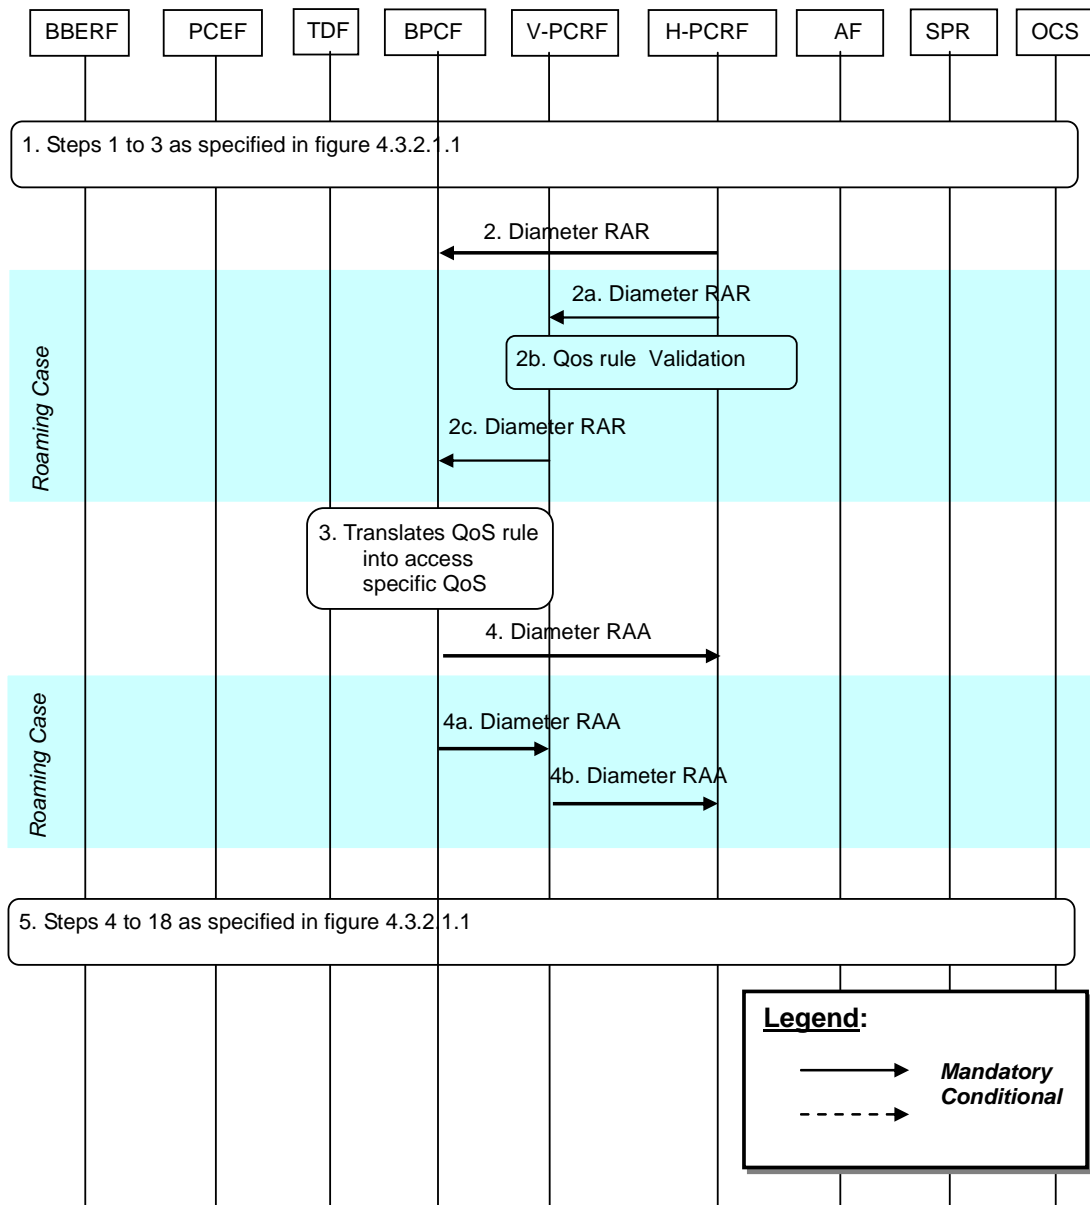 BBERF PCEF TDF BPCF V-PCRF H-PCRF AF SPR OCS
1. Steps 1 to 3 as specified in figure 4.3.2.1.1
2. Diameter RAR
Roaming Case
2a. Diameter RAR
2b. Qos rule Validation
2c. Diameter RAR
3. Translates QoS rule
into access
specific QoS
4. Diameter RAA
Roaming Case
4a. Diameter RAA
4b. Diameter RAA
5. Steps 4 to 18 as specified in figure 4.3.2.1.1
Legend:
Mandatory
Conditional